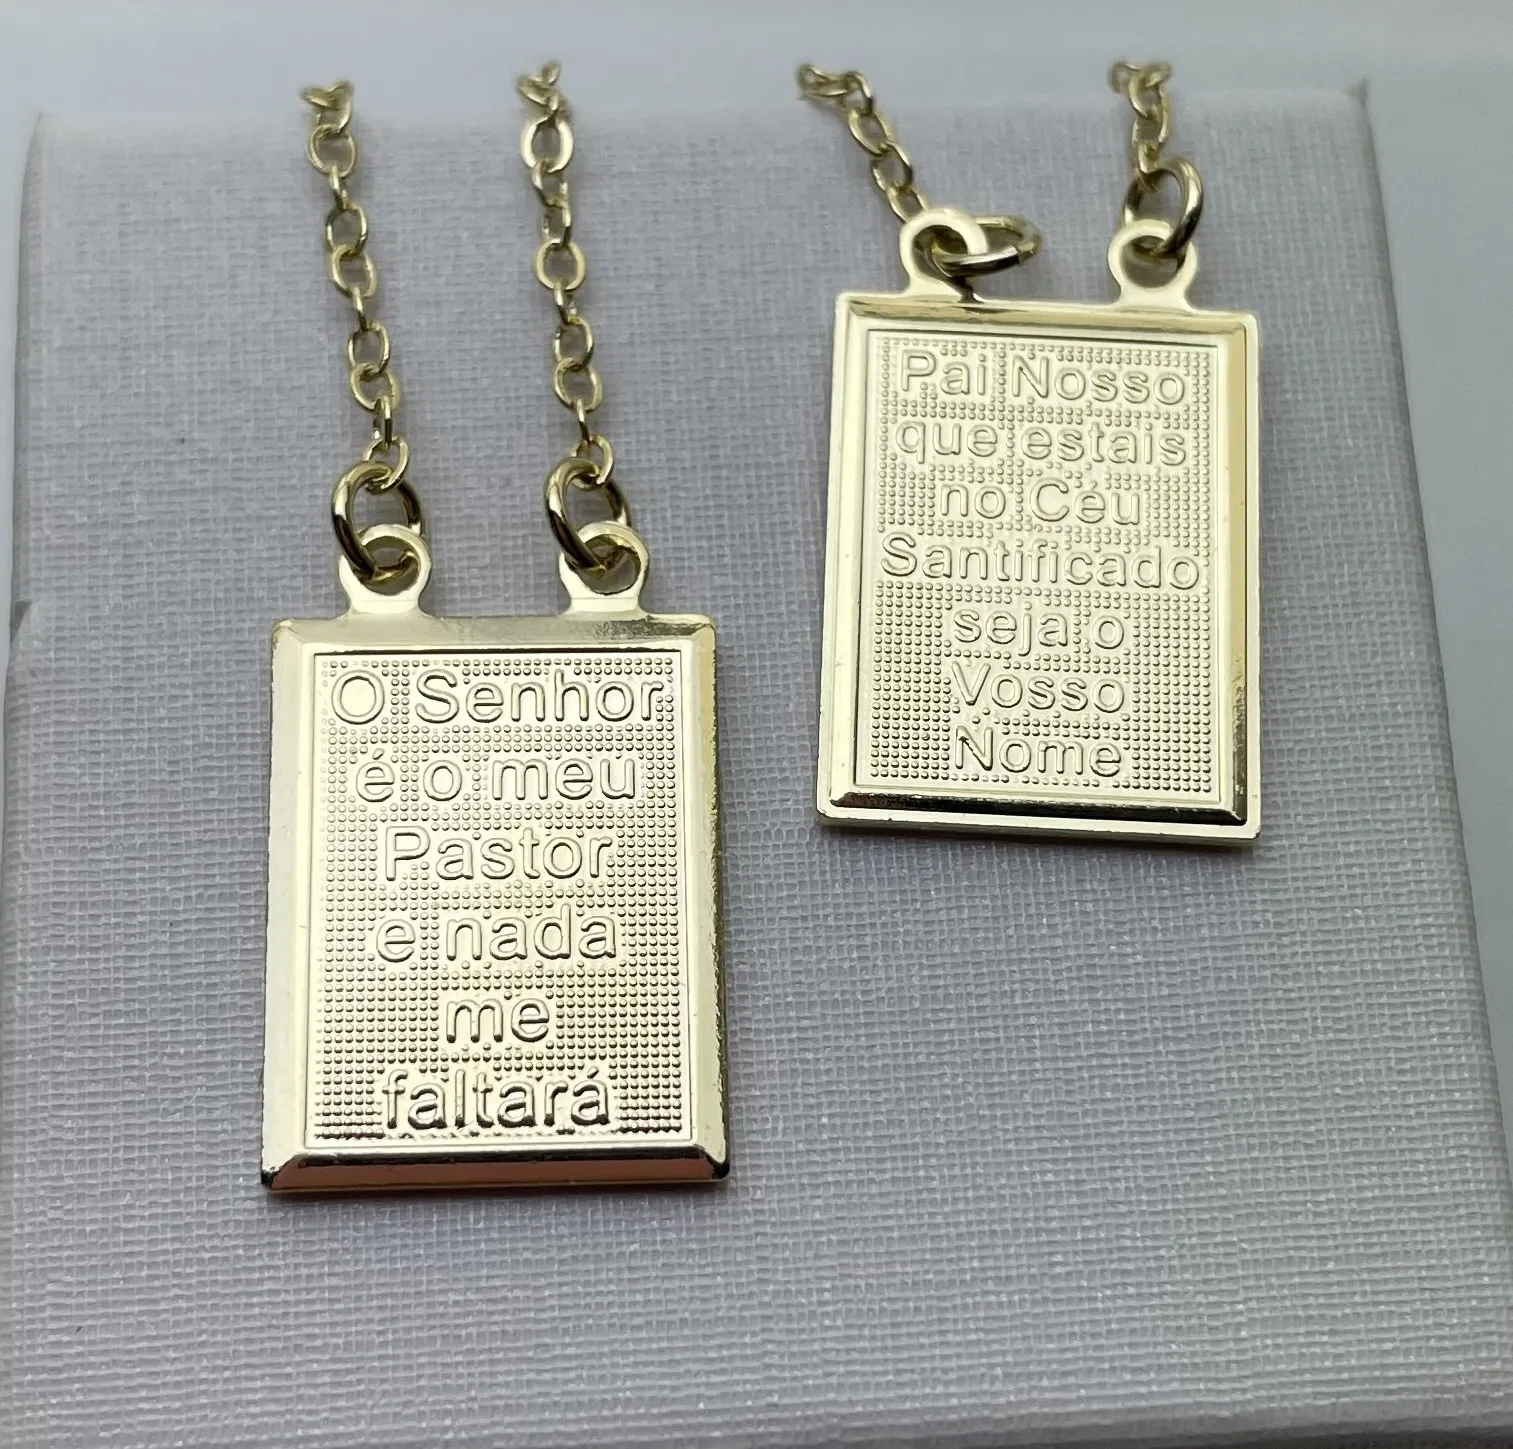 O Senhor
é o meu
Pastor
e nada
me
faltará
Pai Nosso
que estais
no Céu
Santificado
seja o
Vosso
Nome